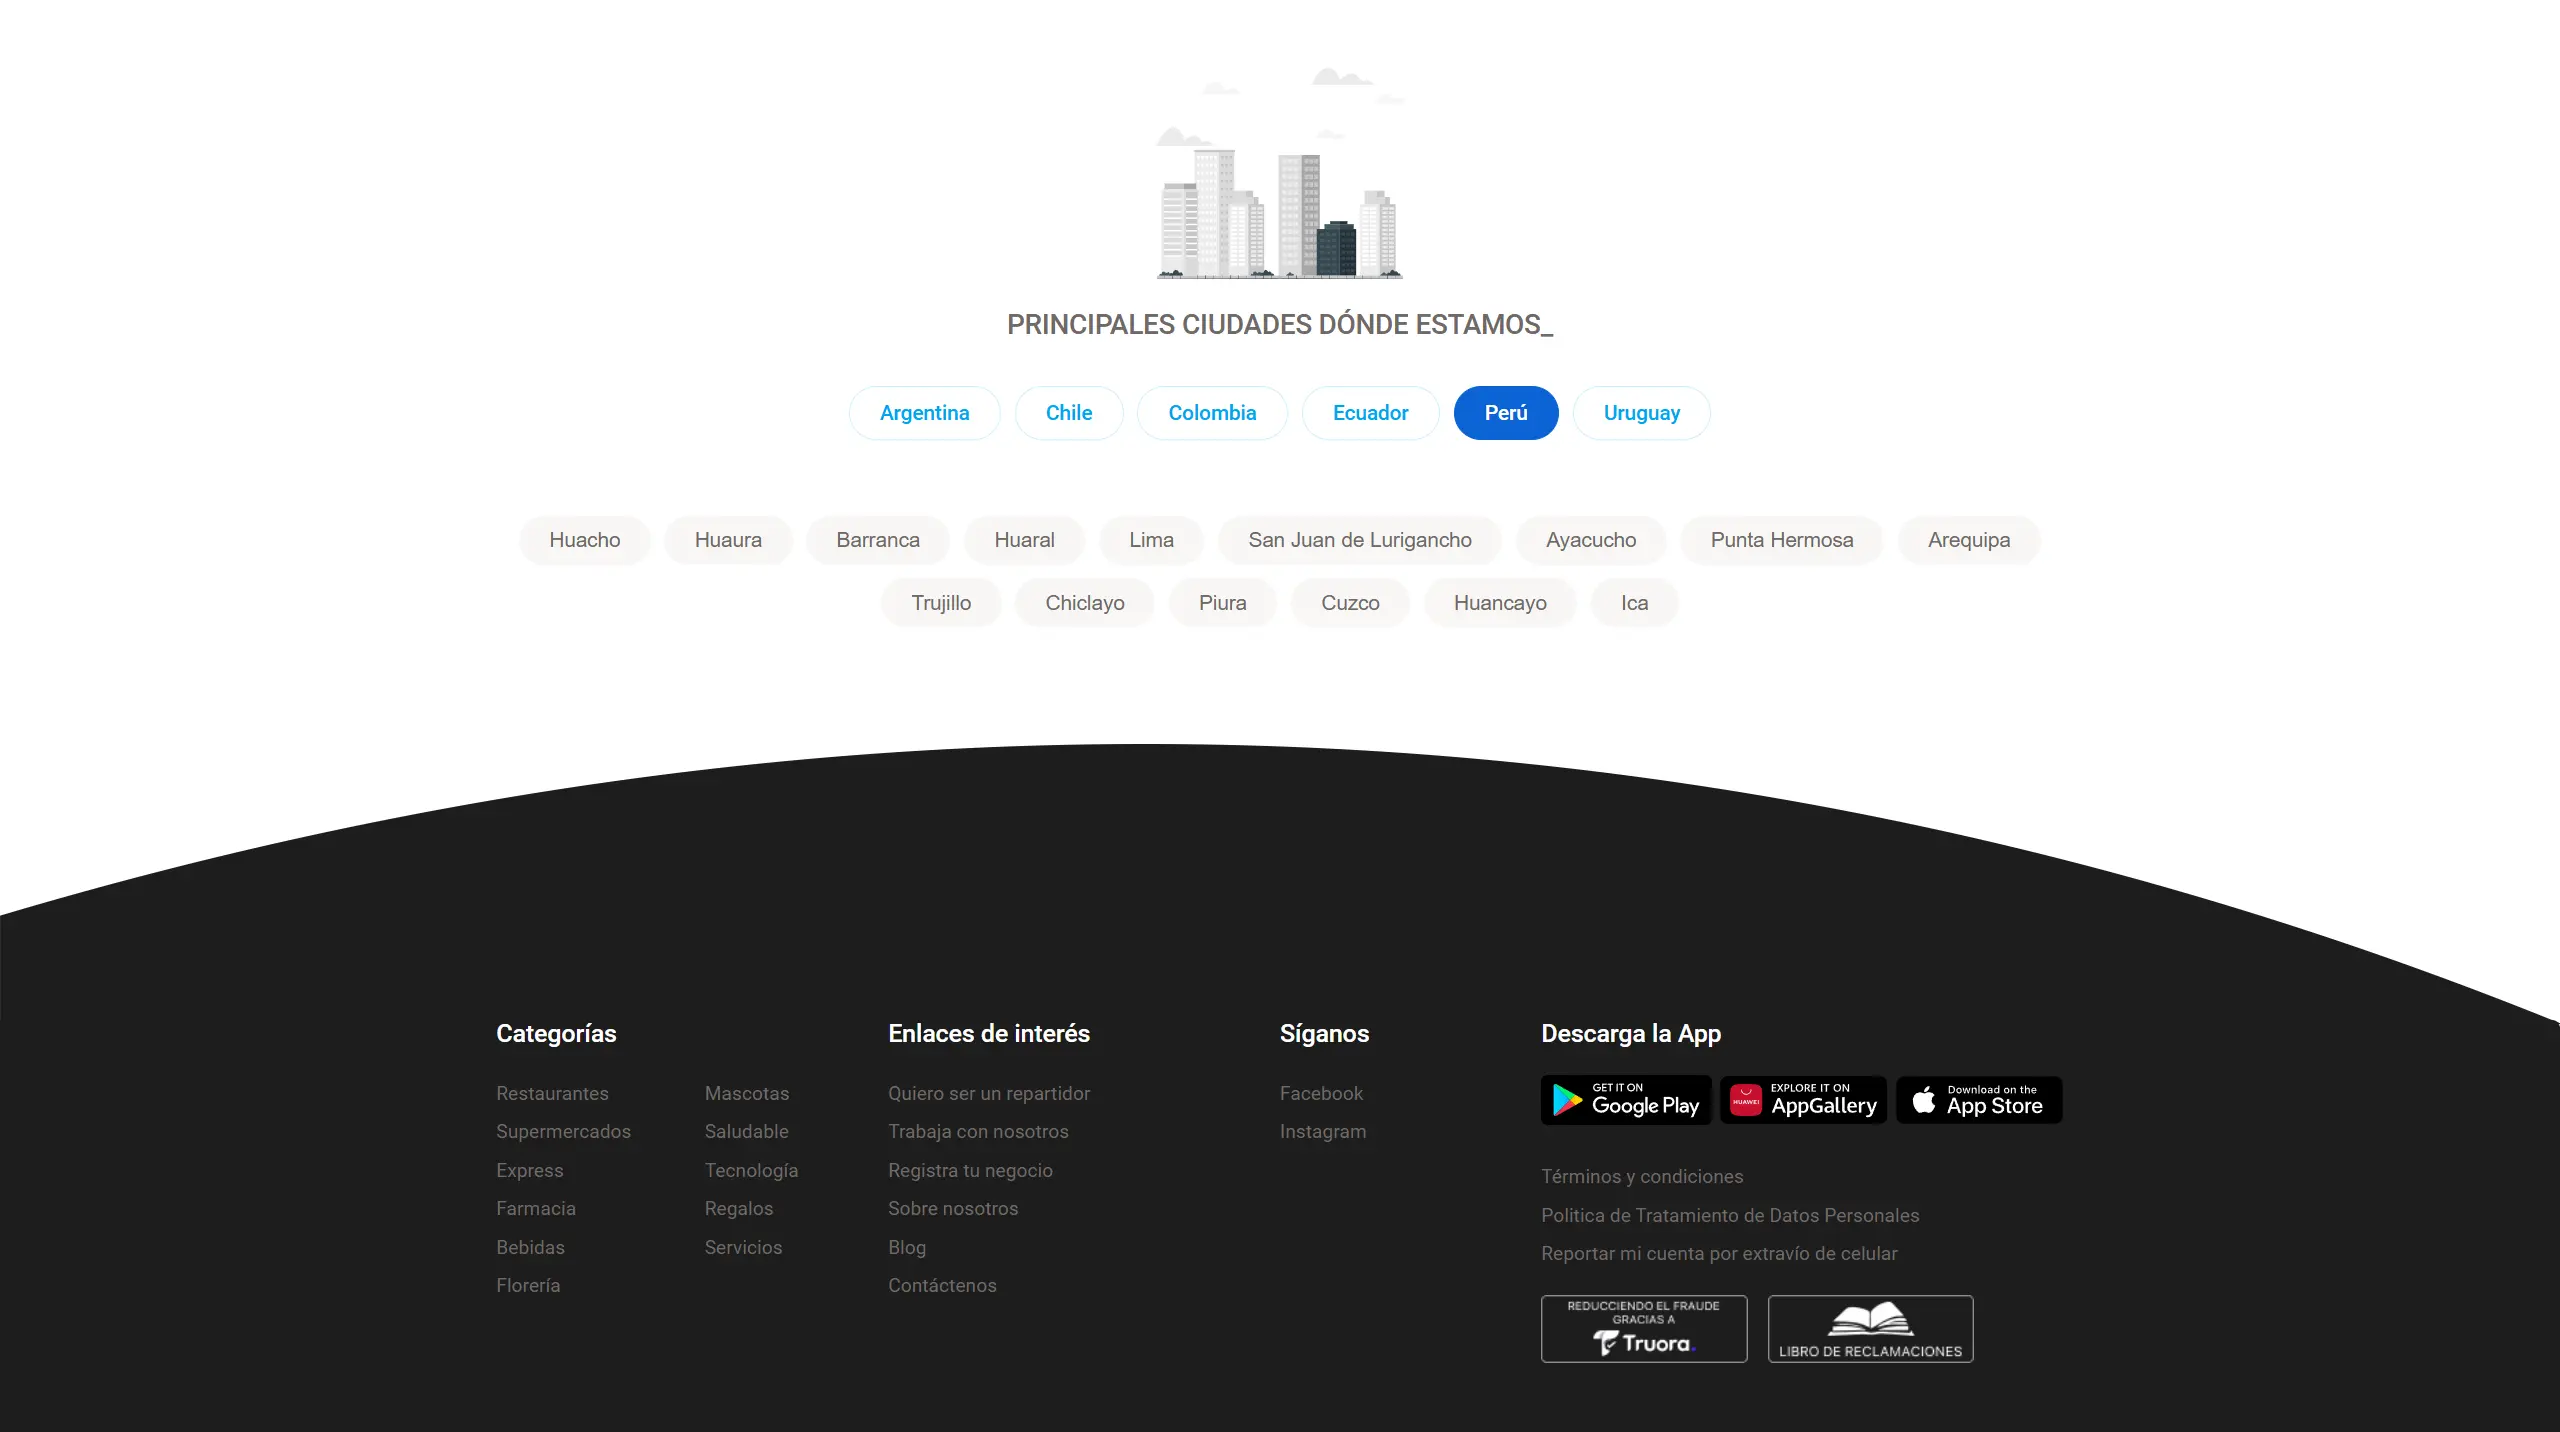 PRINCIPALES CIUDADES DÓNDE ESTAMOS_
Argentina Chile Colombia Ecuador Perú Uruguay
Huacho Huaura Barranca Huaral Lima San Juan de Lurigancho Ayacucho Punta Hermosa Arequipa
Trujillo Chiclayo Piura Cuzco Huancayo Ica
Categorías
Restaurantes
Supermercados
Express
Farmacia
Bebidas
Florería
Mascotas
Saludable
Tecnología
Regalos
Servicios
Enlaces de interés
Quiero ser un repartidor
Trabaja con nosotros
Registra tu negocio
Sobre nosotros
Blog
Contáctenos
Síganos
Facebook
Instagram
Descarga la App
GET IT ON
Google Play
HUAWEI
EXPLORE IT ON
AppGallery
Download on the
App Store
Términos y condiciones
Politica de Tratamiento de Datos Personales
Reportar mi cuenta por extravío de celular
REDUCCIENDO EL FRAUDE
GRACIAS A
Truora.
LIBRO DE RECLAMACIONES